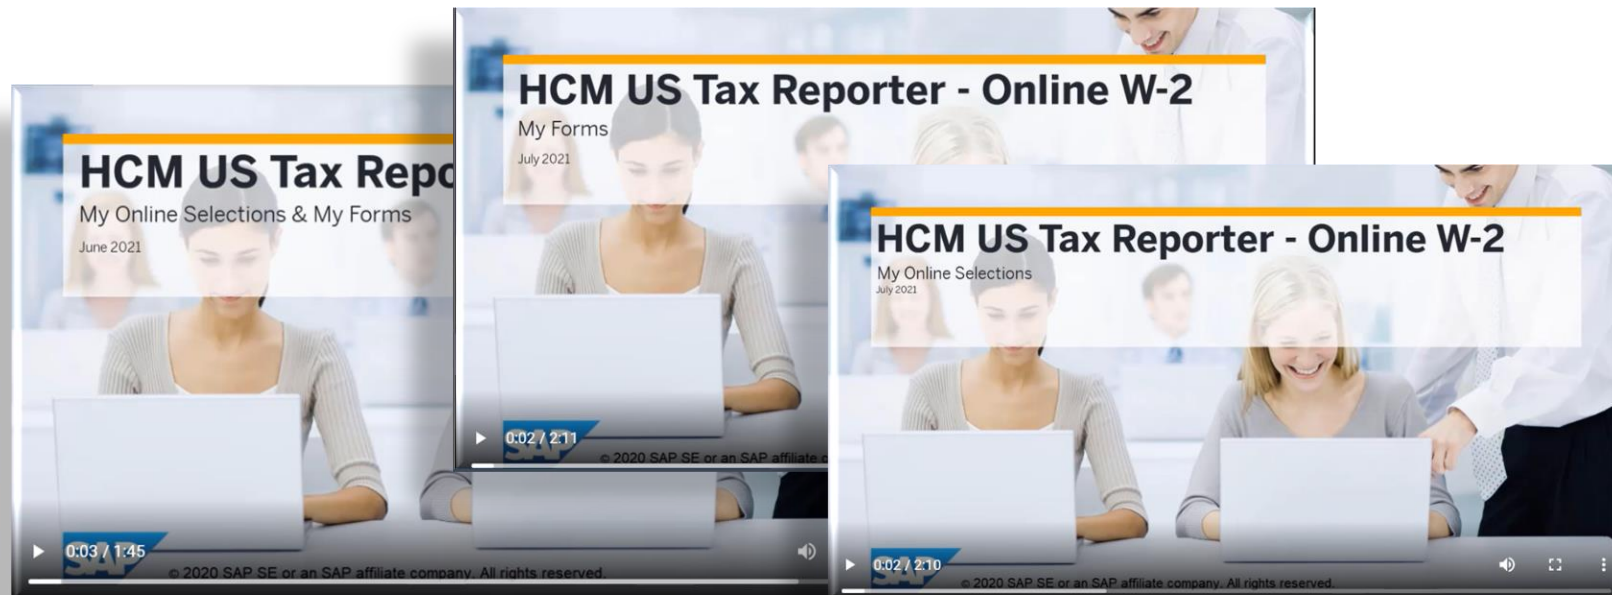 HCM US Tax Repo
My Online Selections & My Forms
June 2021
0:03 / 1:45
SAP
© 2020 SAP SE or an SAP affiliate company. All rights reserved.
HCM US Tax Reporter - Online W-2
My Forms
July 2021
0:02 / 2:11
SAP
© 2020 SAP SE or an SAP affiliate c
HCM US Tax Reporter - Online W-2
My Online Selections
July 2021
0:02 / 2:10
SAP
© 2020 SAP SE or an SAP affiliate company. All rights reserved.